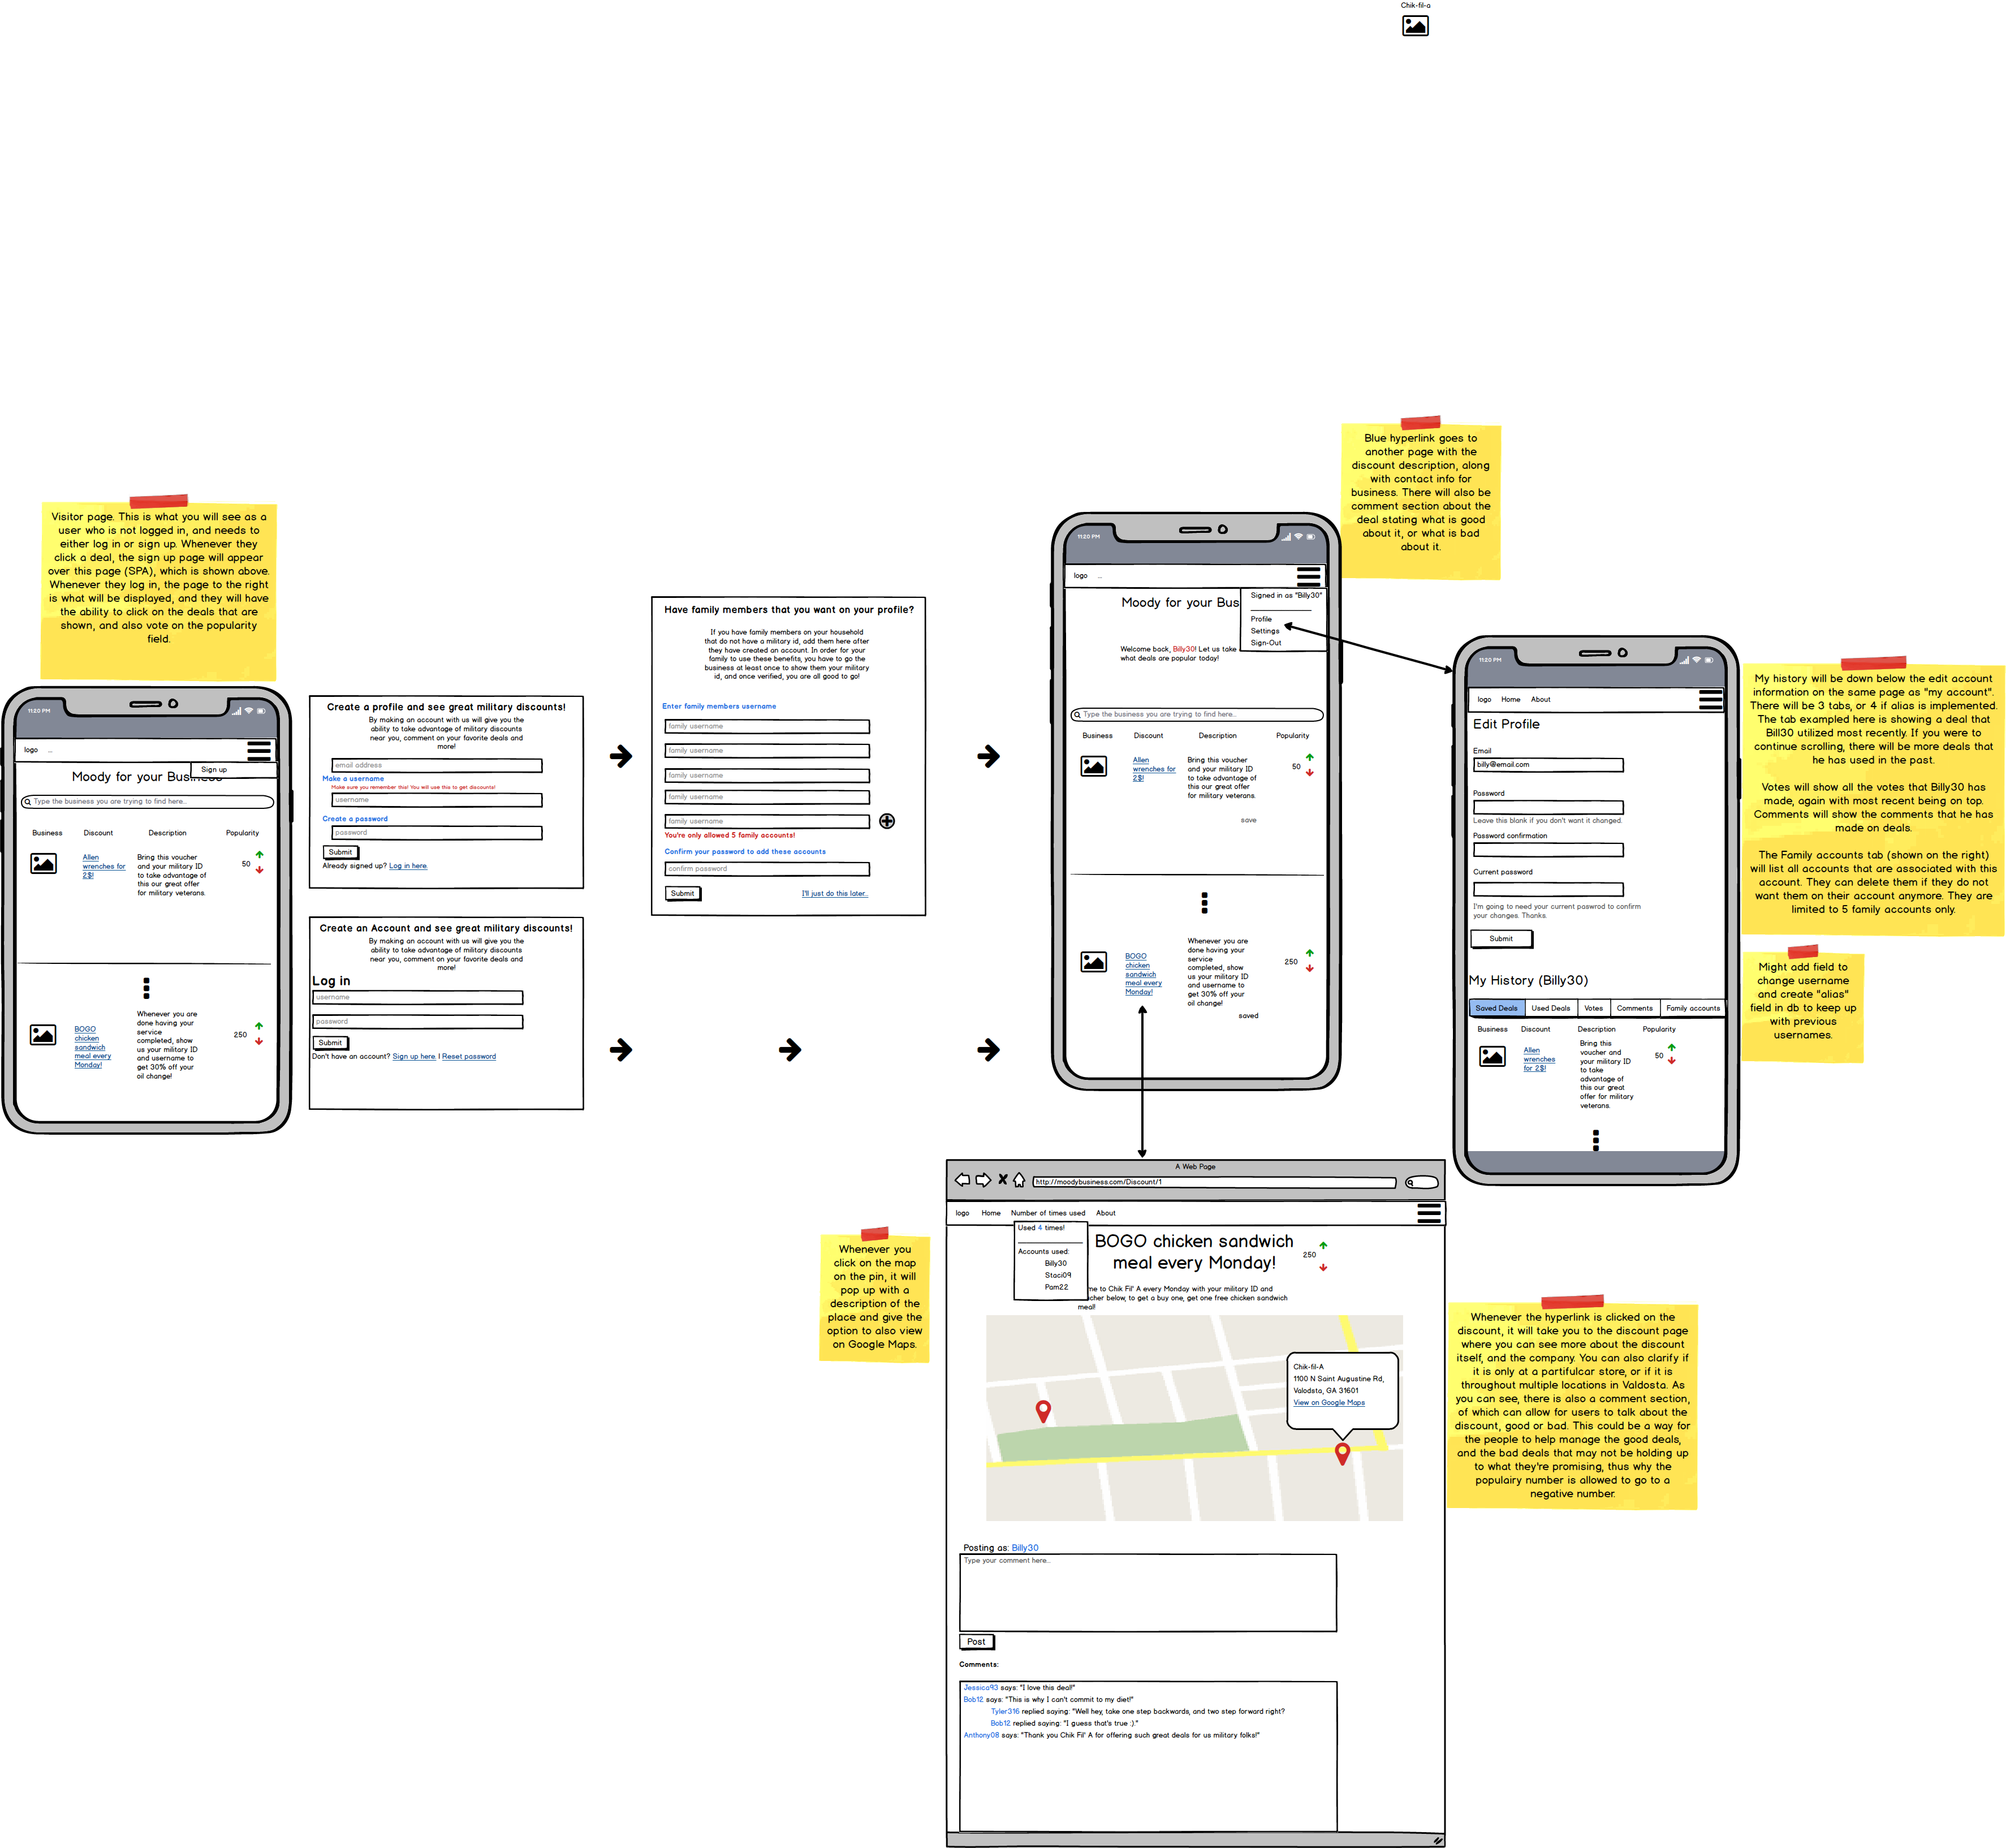 Chik-fil-a
Visitor page. This is what you will see as a
user who is not logged in, and needs to
either log in or sign up. Whenever they
click a deal, the sign up page will appear
over this page (SPA), which is shown above.
Whenever they log in, the page to the right
is what will be displayed, and they will have
the ability to click on the deals that are
shown, and also vote on the popularity
field.
11:20 PM
logo ...
Sign up
Moody for your Business
Type the business you are trying to find here...
Business Discount Description Popularity
Allen
wrenches for
2$!
Bring this voucher
and your military ID
to take advantage of
this our great offer
for military veterans.
50
BOGO
chicken
sandwich
meal every
Monday!
Whenever you are
done having your
service
completed, show
us your military ID
and username to
get 30% off your
oil change!
250
Create a profile and see great military discounts!
By making an account with us will give you the
ability to take advantage of military discounts
near you, comment on your favorite deals and
more!
email address
Make a username
Make sure you remember this! You will use this to get discounts!
username
Create a password
password
Submit
Already signed up? Log in here.
Create an Account and see great military discounts!
By making an account with us will give you the
ability to take advantage of military discounts
near you, comment on your favorite deals and
more!
Log in
username
password
Submit
Don't have an account? Sign up here. | Reset password
Have family members that you want on your profile?
If you have family members on your household
that do not have a military id, add them here after
they have created an account. In order for your
family to use these benefits, you have to go the
business at least once to show them your military
id, and once verified, you are all good to go!
Enter family members username
family username
family username
family username
family username
family username
You're only allowed 5 family accounts!
Confirm your password to add these accounts
confirm password
Submit
I'll just do this later...
Blue hyperlink goes to
another page with the
discount description, along
with contact info for
business. There will also be
comment section about the
deal stating what is good
about it, or what is bad
about it.
11:20 PM
logo ...
Signed in as "Billy30"
Profile
Settings
Sign-Out
Moody for your Bus
Welcome back, Billy30! Let us take
what deals are popular today!
Type the business you are trying to find here...
Business Discount Description Popularity
Allen
wrenches for
2$!
Bring this voucher
and your military ID
to take advantage of
this our great offer
for military veterans.
50
save
BOGO
chicken
sandwich
meal every
Monday!
Whenever you are
done having your
service
completed, show
us your military ID
and username to
get 30% off your
oil change!
250
saved
11:20 PM
logo Home About
Edit Profile
Email
billy@email.com
Password
Leave this blank if you don't want it changed.
Password confirmation
Current password
I'm going to need your current paswrod to confirm
your changes. Thanks.
Submit
My History (Billy30)
Saved Deals Used Deals Votes Comments Family accounts
Business Discount Description Popularity
Allen
wrenches
for 2$!
Bring this
voucher and
your military ID
to take
advantage of
this our great
offer for military
veterans.
50
My history will be down below the edit account
information on the same page as "my account".
There will be 3 tabs, or 4 if alias is implemented.
The tab exampled here is showing a deal that
Bill30 utilized most recently. If you were to
continue scrolling, there will be more deals that
he has used in the past.
Votes will show all the votes that Billy30 has
made, again with most recent being on top.
Comments will show the comments that he has
made on deals.
The Family accounts tab (shown on the right)
will list all accounts that are associated with this
account. They can delete them if they do not
want them on their account anymore. They are
limited to 5 family accounts only.
Might add field to
change username
and create "alias"
field in db to keep up
with previous
usernames.
Whenever you
click on the map
on the pin, it will
pop up with a
description of the
place and give the
option to also view
on Google Maps.
A Web Page
http://moodybusiness.com/Discount/1
logo Home Number of times used About
Used 4 times!
Accounts used:
Billy30
Staci09
Pam22
BOGO chicken sandwich
meal every Monday!
250
me to Chik Fil' A every Monday with your military ID and
cher below, to get a buy one, get one free chicken sandwich
meal!
Chik-fil-A
1100 N Saint Augustine Rd,
Valodsta, GA 31601
View on Google Maps
Posting as: Billy30
Type your comment here...
Post
Comments:
Jessica93 says: "I love this deal!"
Bob12 says: "This is why I can't commit to my diet!"
Tyler316 replied saying: "Well hey, take one step backwards, and two step forward right?
Bob12 replied saying: "I guess that's true :)."
Anthony08 says: "Thank you Chik Fil' A for offering such great deals for us military folks!"
Whenever the hyperlink is clicked on the
discount, it will take you to the discount page
where you can see more about the discount
itself, and the company. You can also clarify if
it is only at a partifulcar store, or if it is
throughout multiple locations in Valdosta. As
you can see, there is also a comment section,
of which can allow for users to talk about the
discount, good or bad. This could be a way for
the people to help manage the good deals,
and the bad deals that may not be holding up
to what they're promising, thus why the
populairy number is allowed to go to a
negative number.